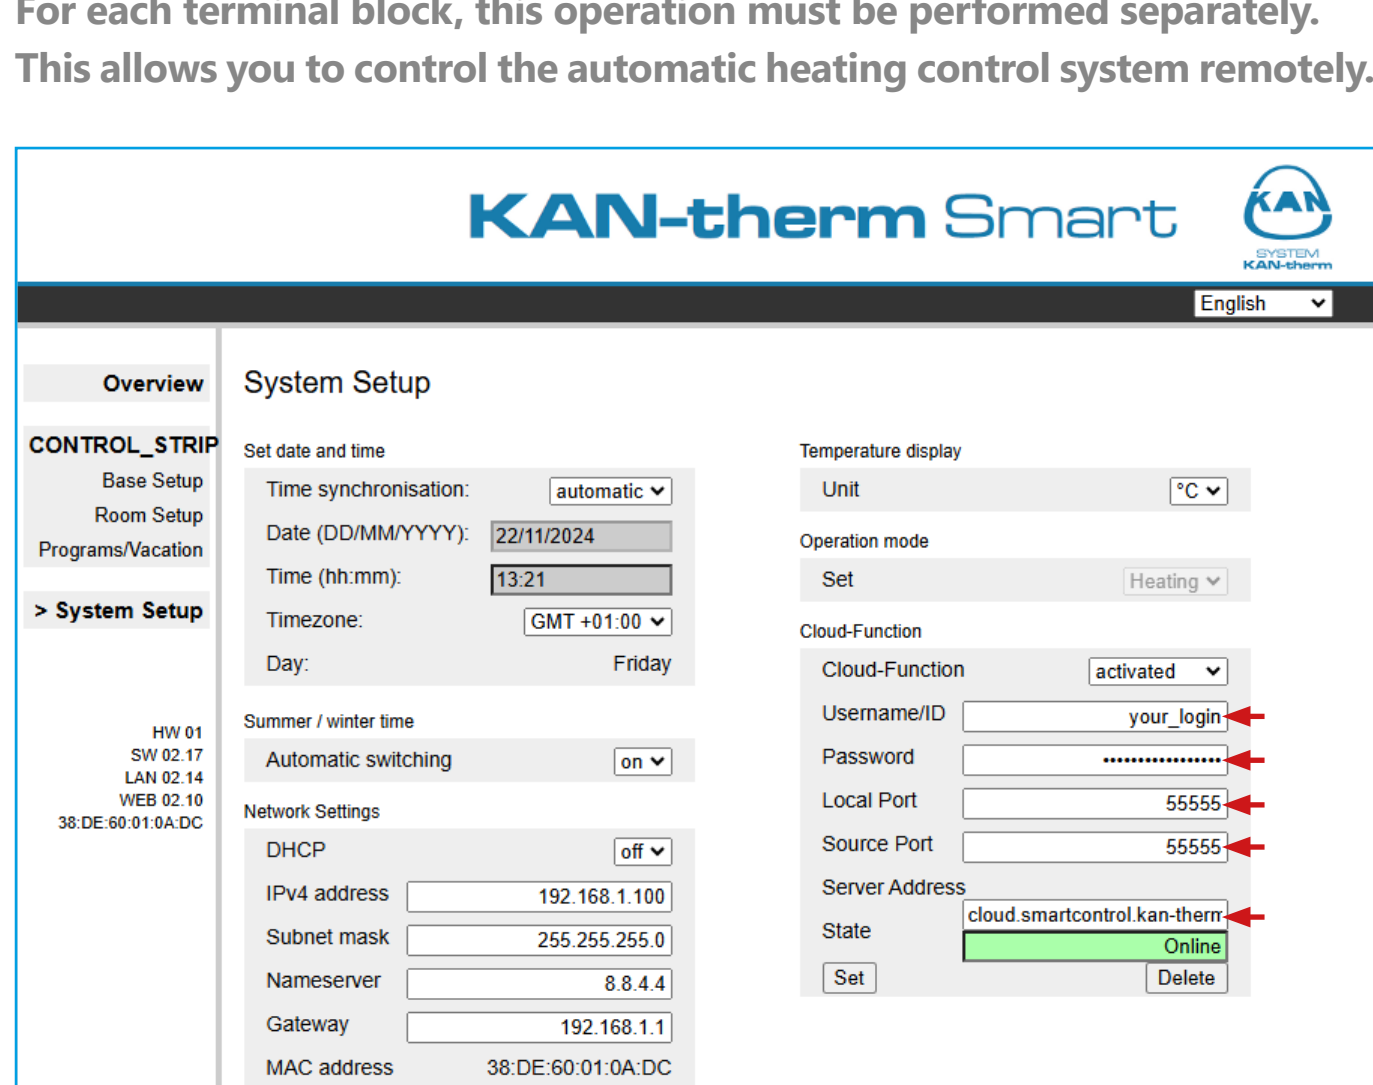 For each terminal block, this operation must be performed separately.
This allows you to control the automatic heating control system remotely.
KAN-therm Smart
KAN
SYSTEM
KAN-therm
English
Overview
CONTROL_STRIP
Base Setup
Room Setup
Programs/Vacation
> System Setup
HW 01
SW 02.17
LAN 02.14
WEB 02.10
38:DE:60:01:0A:DC
System Setup
Set date and time
Time synchronisation: automatic
Date (DD/MM/YYYY): 22/11/2024
Time (hh:mm): 13:21
Timezone: GMT +01:00
Day: Friday
Summer / winter time
Automatic switching on
Network Settings
DHCP off
IPv4 address 192.168.1.100
Subnet mask 255.255.255.0
Nameserver 8.8.4.4
Gateway 192.168.1.1
MAC address 38:DE:60:01:0A:DC
Temperature display
Unit °C
Operation mode
Set Heating
Cloud-Function
Cloud-Function activated
Username/ID your_login
Password •••••••••••••••••
Local Port 55555
Source Port 55555
Server Address
cloud.smartcontrol.kan-therm
State
Online
Set Delete